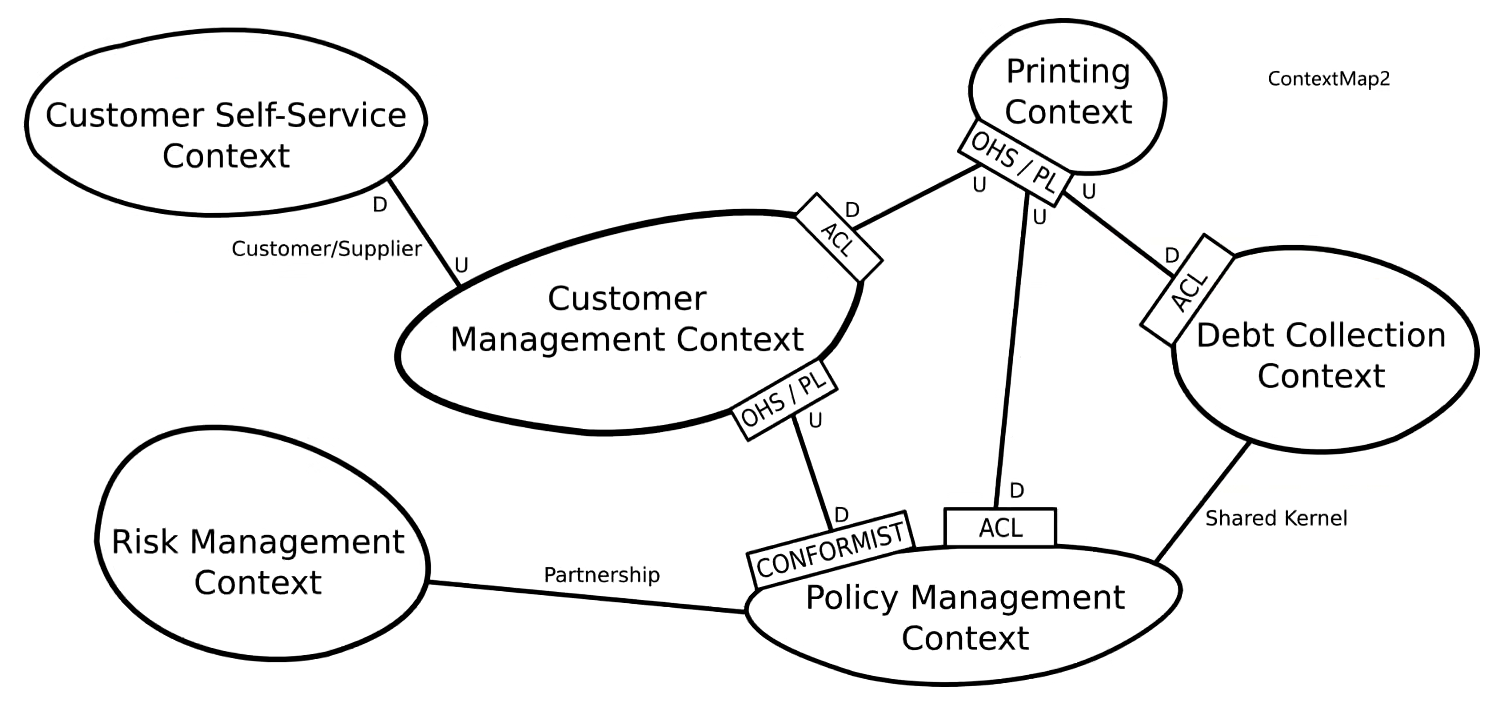 Printing
Context
ContextMap2
Customer Self-Service
Context
OHS / PL
U
U
U
D
Customer/Supplier
U
D
ACL
D
ACL
Customer
Management Context
Debt Collection
Context
OHS / PL
U
D
CONFORMIST
D
ACL
Shared Kernel
Risk Management
Context
Partnership
Policy Management
Context